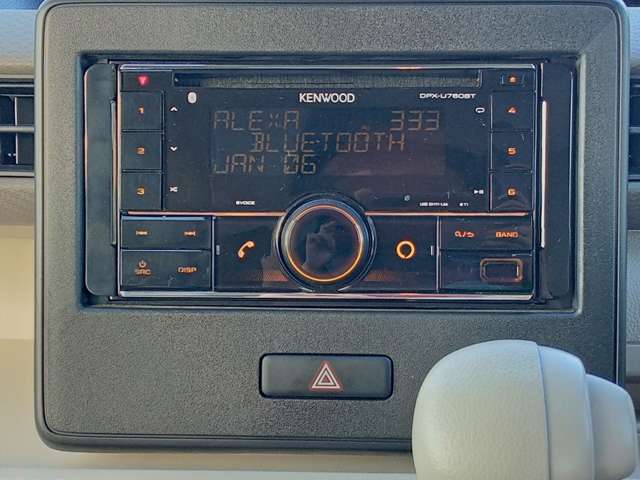 KENWOOD
DPX-U760BT
ALEXA 333
BLUETOOTH
JAN 06
1
2
3
4
5
6
SRC
DISP
BAND